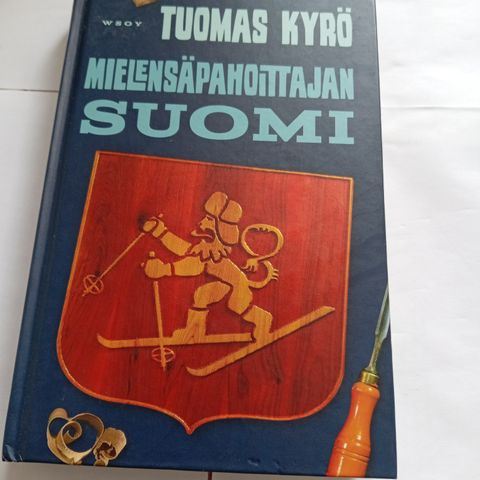 WSOY
TUOMAS KYRÖ
MIELENSÄPAHOITTAJAN
SUOMI